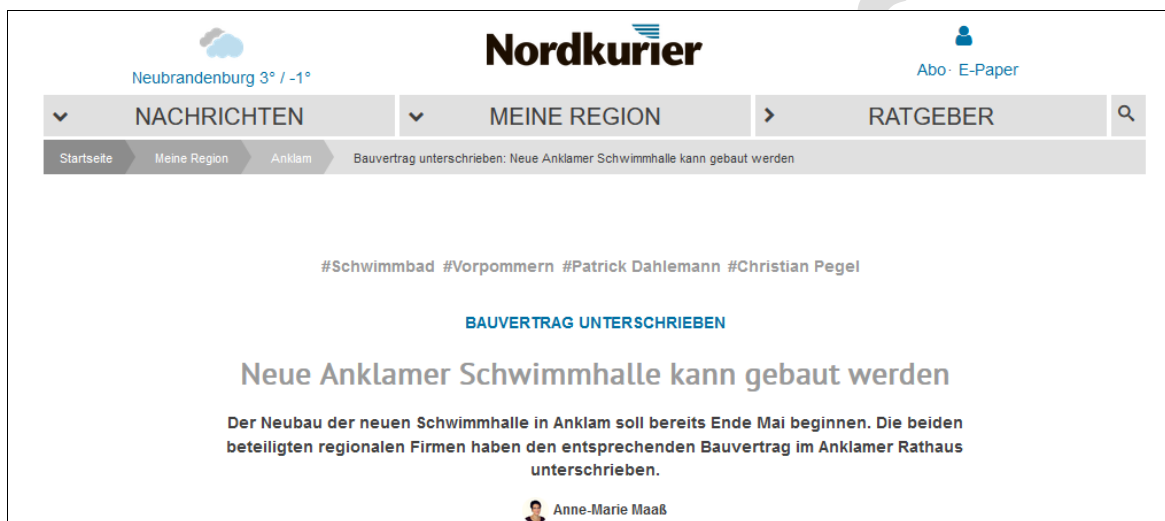 Neubrandenburg 3° / -1°
Nordkurier
Abo· E-Paper
NACHRICHTEN
MEINE REGION
RATGEBER
Startseite
Meine Region
Anklam
Bauvertrag unterschrieben: Neue Anklamer Schwimmhalle kann gebaut werden
#Schwimmbad #Vorpommern #Patrick Dahlemann #Christian Pegel
BAUVERTRAG UNTERSCHRIEBEN
Neue Anklamer Schwimmhalle kann gebaut werden
Der Neubau der neuen Schwimmhalle in Anklam soll bereits Ende Mai beginnen. Die beiden
beteiligten regionalen Firmen haben den entsprechenden Bauvertrag im Anklamer Rathaus
unterschrieben.
Anne-Marie Maaß